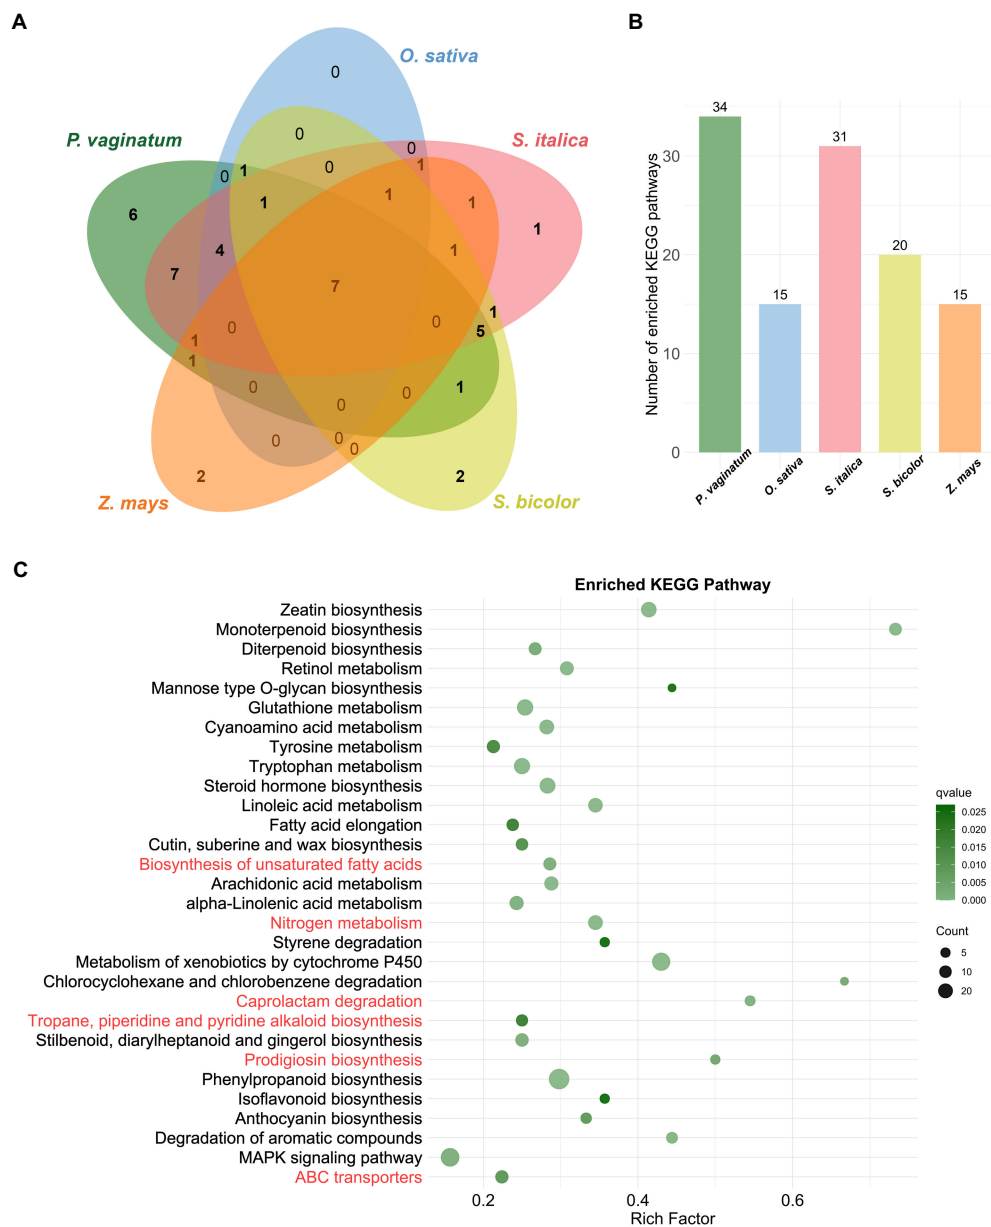 A
O. sativa
P. vaginatum
S. italica
Z. mays
S. bicolor
0
0
0
0
1
0
1
0
1
6
1
1
1
1
4
1
7
7
1
0
0
5
1
1
0
0
1
0
0
0
0
2
2
B
Number of enriched KEGG pathways
34
15
31
20
15
30
20
10
0
P. vaginatum
O. sativa
S. italica
S. bicolor
Z. mays
C
Enriched KEGG Pathway
Zeatin biosynthesis
Monoterpenoid biosynthesis
Diterpenoid biosynthesis
Retinol metabolism
Mannose type O-glycan biosynthesis
Glutathione metabolism
Cyanoamino acid metabolism
Tyrosine metabolism
Tryptophan metabolism
Steroid hormone biosynthesis
Linoleic acid metabolism
Fatty acid elongation
Cutin, suberine and wax biosynthesis
Biosynthesis of unsaturated fatty acids
Arachidonic acid metabolism
alpha-Linolenic acid metabolism
Nitrogen metabolism
Styrene degradation
Metabolism of xenobiotics by cytochrome P450
Chlorocyclohexane and chlorobenzene degradation
Caprolactam degradation
Tropane, piperidine and pyridine alkaloid biosynthesis
Stilbenoid, diarylheptanoid and gingerol biosynthesis
Prodigiosin biosynthesis
Phenylpropanoid biosynthesis
Isoflavonoid biosynthesis
Anthocyanin biosynthesis
Degradation of aromatic compounds
MAPK signaling pathway
ABC transporters
0.2
0.4
0.6
Rich Factor
qvalue
0.025
0.020
0.015
0.010
0.005
0.000
Count
5
10
20